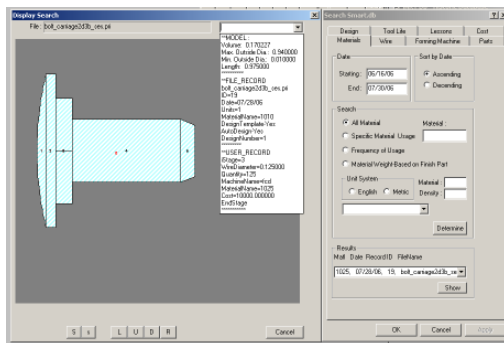 Display Search
File : bolt_carriage2d3b_ses.pri
**MODEL :
Volume: 0.170227
Max. Outside Dia.: 0.940000
Min. Outside Dia.: 0.010000
Length: 0.975000
**FILE_RECORD
bolt_carriage2d3b_ses.pri
ID=19
Date=07/28/06
Units=1
MaterialName=1010
DesignTemplate=Yes
AutoDesign=Yes
DesignNumber=1
**USER_RECORD
iStage=3
WireDiameter=0.125000
Quantity=125
MachineName=fcsd
MaterialName=1025
Cost=10000.000000
EndStage
S s L U D R Cancel
Search Smart.db
Design Tool Life Lessons Cost
Materials Wire Forming Machine Parts
Date
Starting: 06/16/06
End: 07/30/06
Sort by Date
Ascending
Decending
Search
All Material
Material :
Specific Material Usage
Frequency of Usage
Material Weight-Based on Finish Part
Unit System
English Metric
Material :
Density :
Determine
Results
Matl Date RecordID FileName
1025, 07/28/06, 19, bolt_carriage2d3b_se
Show
OK Cancel Apply